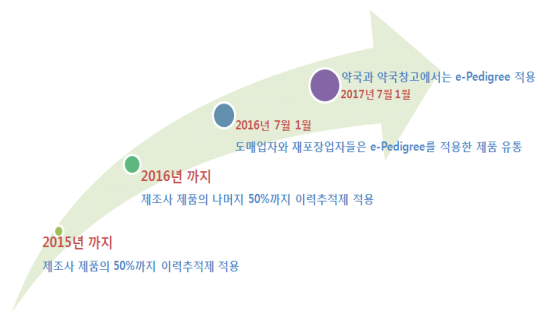 약국과 약국창고에서는 e-Pedigree 적용
2017년 7월 1월
2016년 7월 1월
도매업자와 재포장업자들은 e-Pedigree를 적용한 제품 유통
2016년 까지
제조사 제품의 나머지 50%까지 이력추적제 적용
2015년 까지
제조사 제품의 50%까지 이력추적제 적용